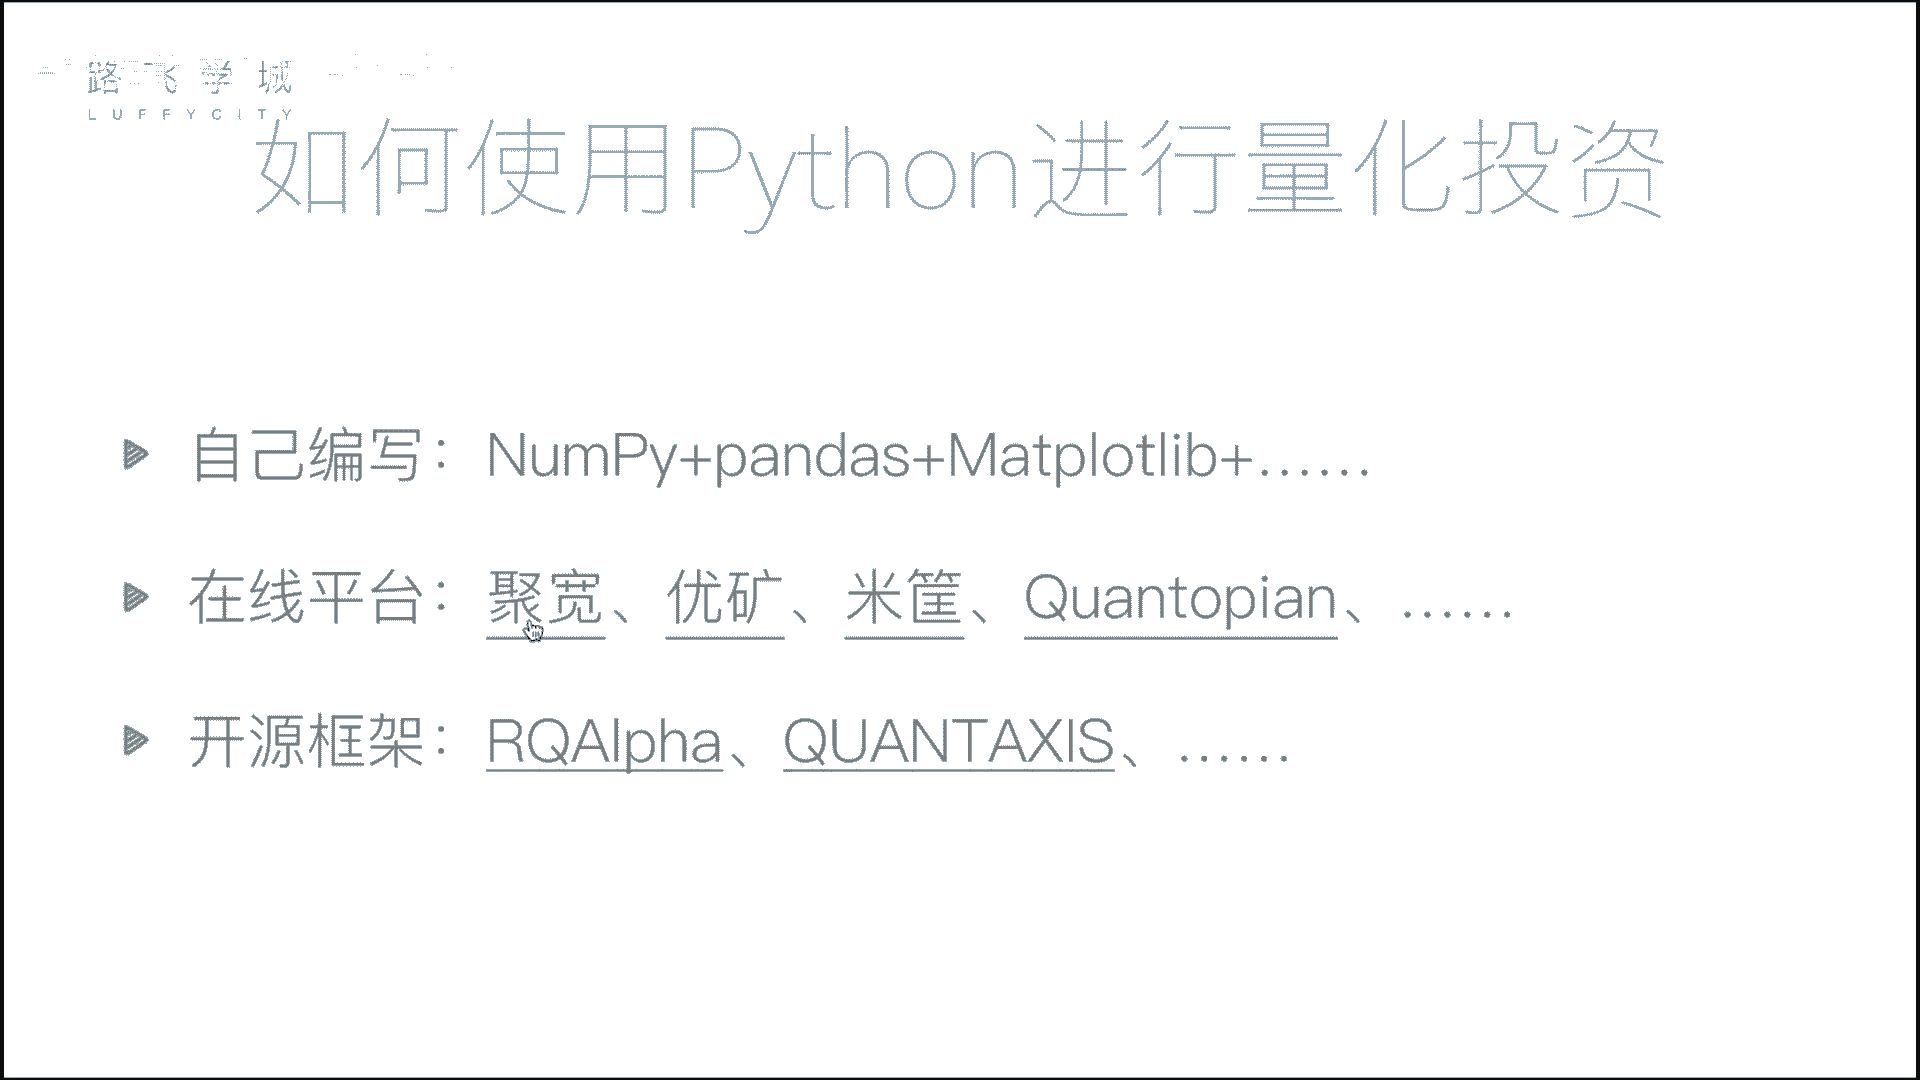 路飞学城
LUFFYCITY
如何使用Python进行量化投资
自己编写：NumPy+pandas+Matplotlib+……
在线平台：聚宽、优矿、米筐、Quantopian、……
开源框架：RQAlpha、QUANTAXIS、……